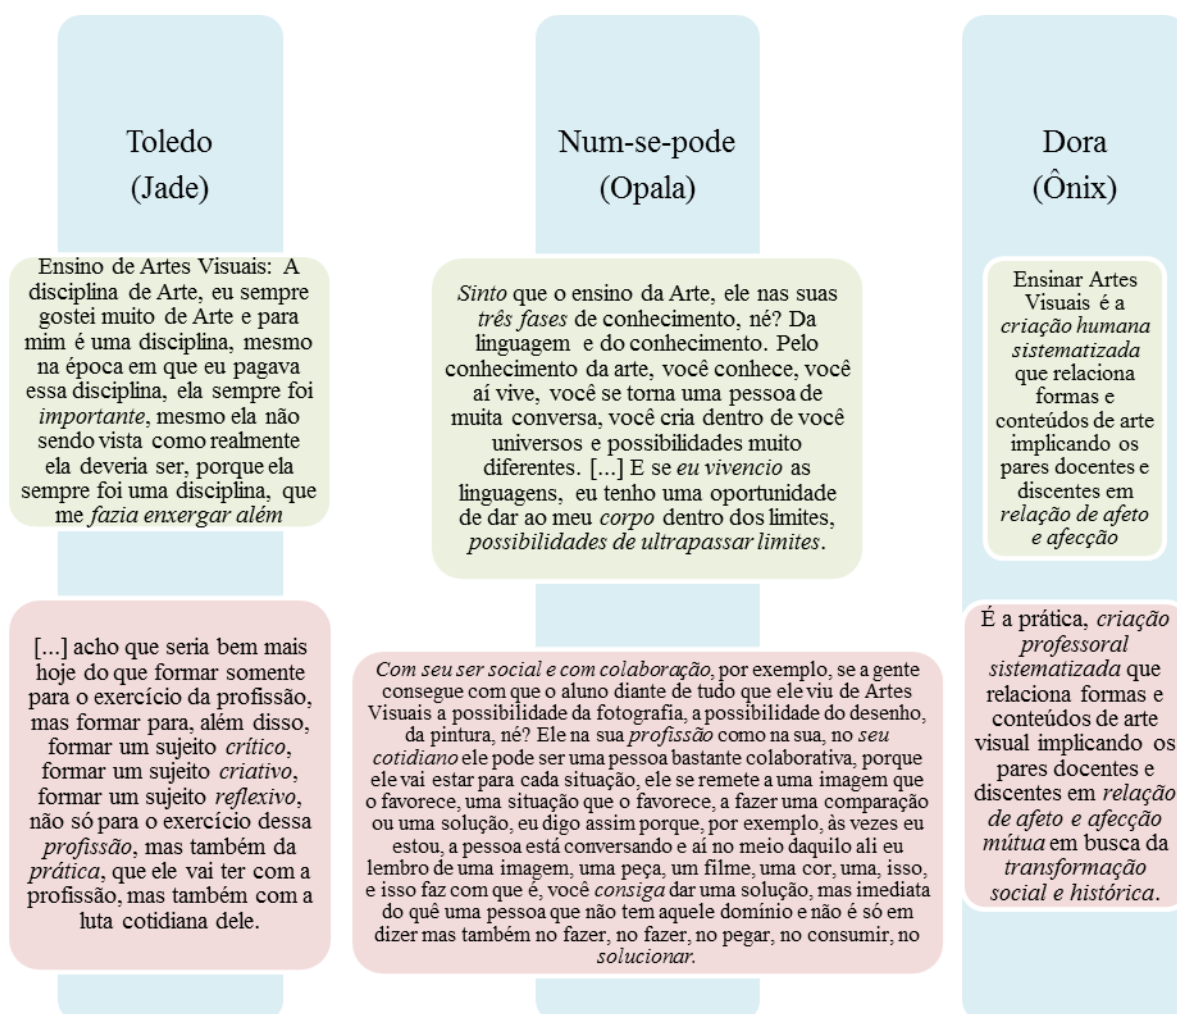 Toledo
(Jade)
Ensino de Artes Visuais: A
disciplina de Arte, eu sempre
gostei muito de Arte e para
mim é uma disciplina, mesmo
na época em que eu pagava
essa disciplina, ela sempre foi
importante, mesmo ela não
sendo vista como realmente
ela deveria ser, porque ela
sempre foi uma disciplina, que
me fazia enxergar além
[...] acho que seria bem mais
hoje do que formar somente
para o exercício da profissão,
mas formar para, além disso,
formar um sujeito crítico,
formar um sujeito criativo,
formar um sujeito reflexivo,
não só para o exercício dessa
profissão, mas também da
prática, que ele vai ter com a
profissão, mas também com a
luta cotidiana dele.
Num-se-pode
(Opala)
Sinto que o ensino da Arte, ele nas suas
três fases de conhecimento, né? Da
linguagem e do conhecimento. Pelo
conhecimento da arte, você conhece, você
aí vive, você se torna uma pessoa de
muita conversa, você cria dentro de você
universos e possibilidades muito
diferentes. [...] E se eu vivencio as
linguagens, eu tenho uma oportunidade
de dar ao meu corpo dentro dos limites,
possibilidades de ultrapassar limites.
Com seu ser social e com colaboração, por exemplo, se a gente
consegue com que o aluno diante de tudo que ele viu de Artes
Visuais a possibilidade da fotografia, a possibilidade do desenho,
da pintura, né? Ele na sua profissão como na sua, no seu
cotidiano ele pode ser uma pessoa bastante colaborativa, porque
ele vai estar para cada situação, ele se remete a uma imagem que
o favorece, uma situação que o favorece, a fazer uma comparação
ou uma solução, eu digo assim porque, por exemplo, às vezes eu
estou, a pessoa está conversando e aí no meio daquilo ali eu
lembro de uma imagem, uma peça, um filme, uma cor, uma, isso,
e isso faz com que é, você consiga dar uma solução, mas imediata
do quê uma pessoa que não tem aquele domínio e não é só em
dizer mas também no fazer, no fazer, no pegar, no consumir, no
solucionar.
Dora
(Ônix)
Ensinar Artes
Visuais é a
criação humana
sistematizada
que relaciona
formas e
conteúdos de arte
implicando os
pares docentes e
discentes em
relação de afeto
e afecção
É a prática, criação
professoral
sistematizada que
relaciona formas e
conteúdos de arte
visual implicando os
pares docentes e
discentes em relação
de afeto e afecção
mútua em busca da
transformação
social e histórica.